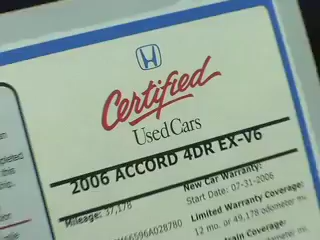 Certified
Used Cars
2006 ACCORD 4DR EX-V6
Mileage: 37,178
New Car Warranty:
Start Date: 07-31-2006
Limited Warranty Coverage:
12 mo. or 49,178 odometer
66596A028780